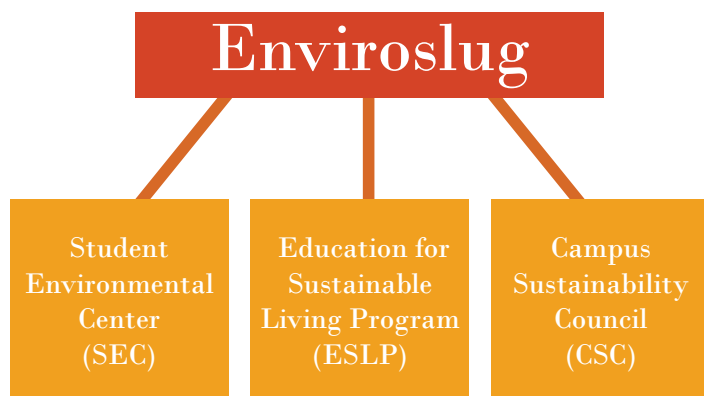 Enviroslug
Student
Environmental
Center
(SEC)
Education for
Sustainable
Living Program
(ESLP)
Campus
Sustainability
Council
(CSC)